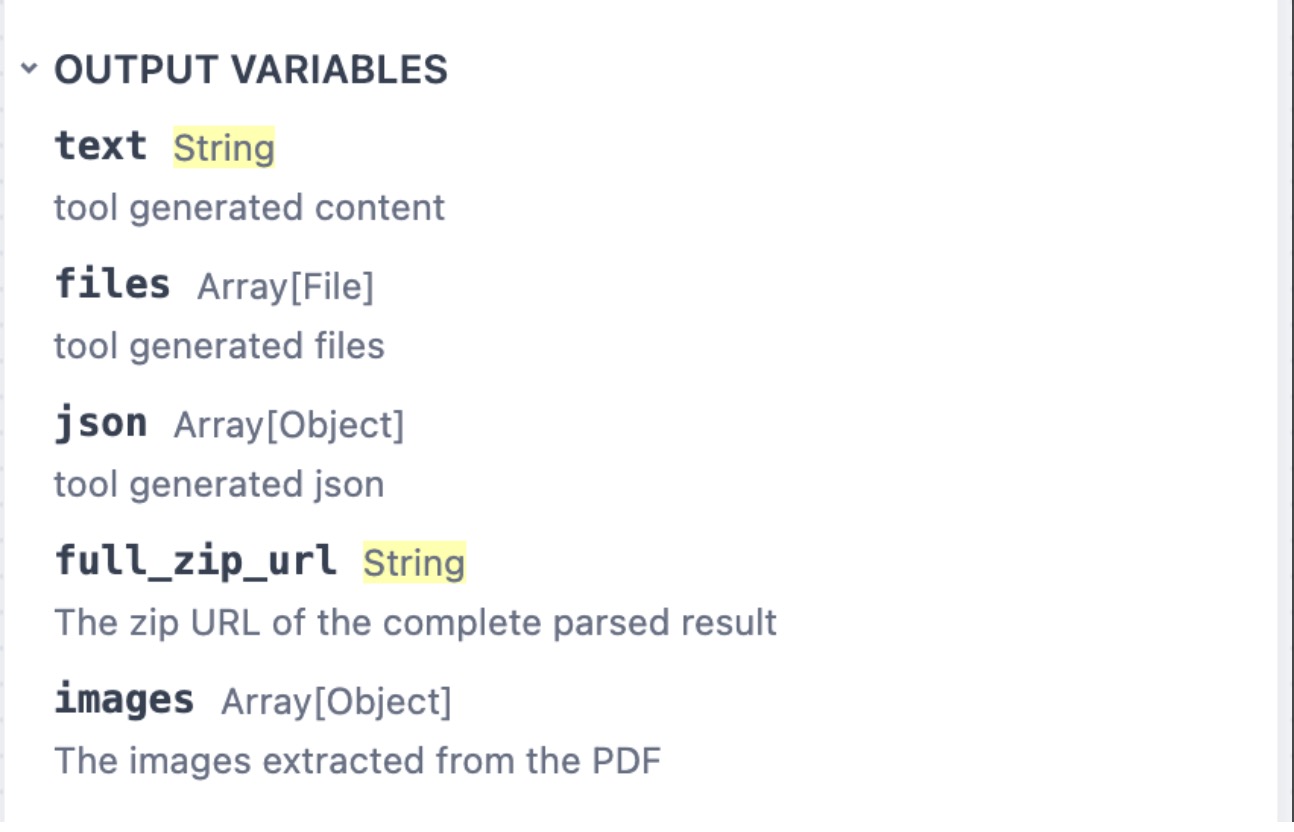 OUTPUT VARIABLES
text String
tool generated content
files Array[File]
tool generated files
json Array[Object]
tool generated json
full_zip_url String
The zip URL of the complete parsed result
images Array[Object]
The images extracted from the PDF